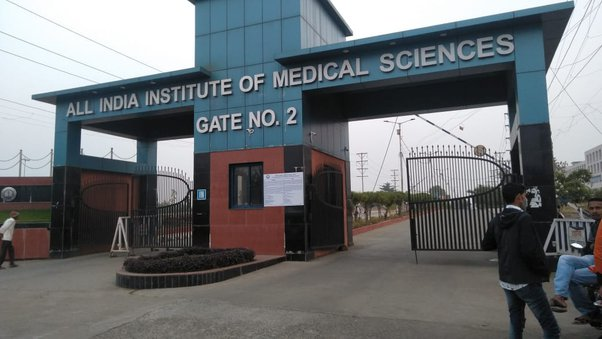 ALL INDIA INSTITUTE OF MEDICAL SCIENCES
GATE NO. 2